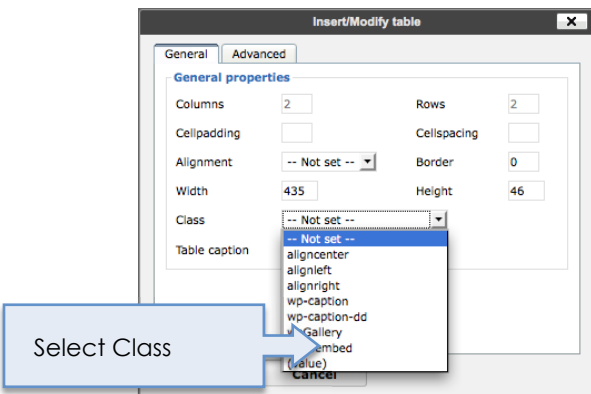 Insert/Modify table
General Advanced
General properties
Columns 2 Rows 2
Cellpadding Cellspacing
Alignment -- Not set -- Border 0
Width 435 Height 46
Class -- Not set --
-- Not set --
Table caption
aligncenter
alignleft
alignright
wp-caption
wp-caption-dd
embed
Select Class
Cancel